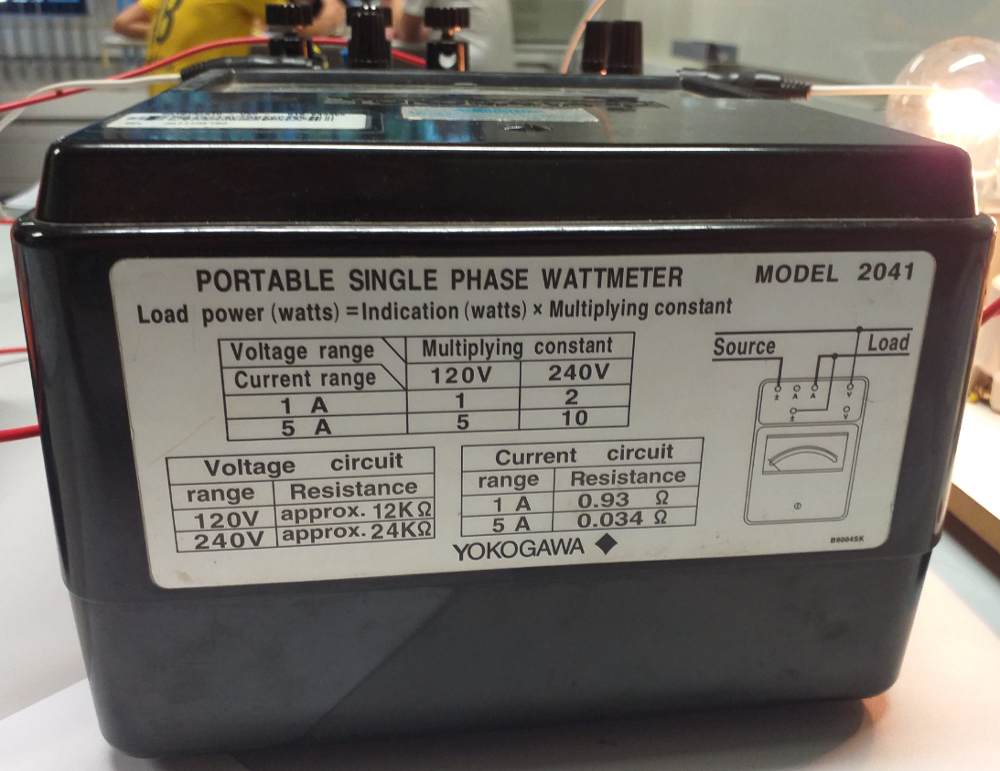 PORTABLE SINGLE PHASE WATTMETER MODEL 2041
Load power (watts) =Indication (watts) × Multiplying constant
Voltage range Multiplying constant
Current range 120V 240V
1 A 1 2
5 A 5 10
Voltage circuit
range Resistance
120V approx. 12KΩ
240V approx. 24KΩ
Current circuit
range Resistance
1 A 0.93 Ω
5 A 0.034 Ω
Source Load
± A A V
± V
YOKOGAWA
B9004SK